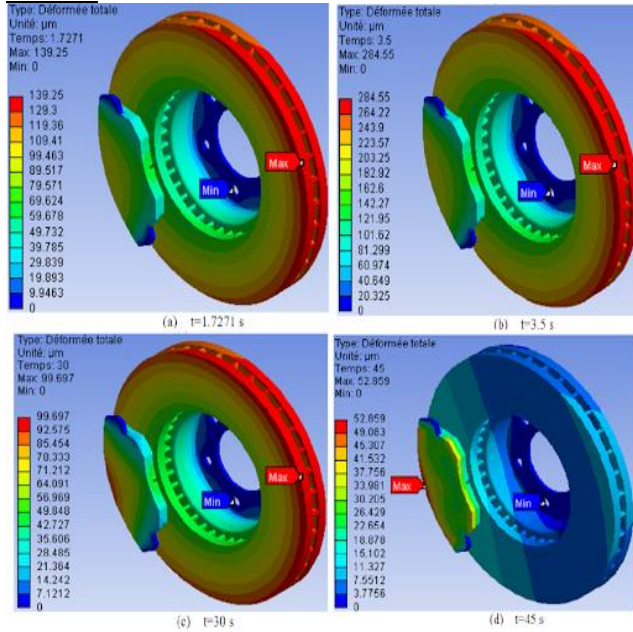 Type: Déformée totale
Unité: µm
Temps: 1.7271
Max: 139.25
Min: 0
139.25
129.3
119.36
109.41
99.463
89.517
79.571
69.624
59.678
49.732
39.785
29.839
19.893
9.9463
0
Max
Min
(a) t=1.7271 s
Type: Déformée totale
Unité: µm
Temps: 3.5
Max: 284.55
Min: 0
284.55
264.22
243.9
223.57
203.25
182.92
162.6
142.27
121.95
101.62
81.299
60.974
40.649
20.325
0
Max
Min
(b) t=3.5 s
Type: Déformée totale
Unité: µm
Temps: 30
Max: 99.697
Min: 0
99.697
92.575
85.454
78.333
71.212
64.091
56.969
49.848
42.727
35.606
28.485
21.364
14.242
7.1212
0
Max
Min
(c) t=30 s
Type: Déformée totale
Unité: µm
Temps: 45
Max: 52.859
Min: 0
52.859
49.083
45.307
41.532
37.756
33.981
30.205
26.429
22.654
18.878
15.102
11.327
7.5512
3.7756
0
Max
Min
(d) t=45s